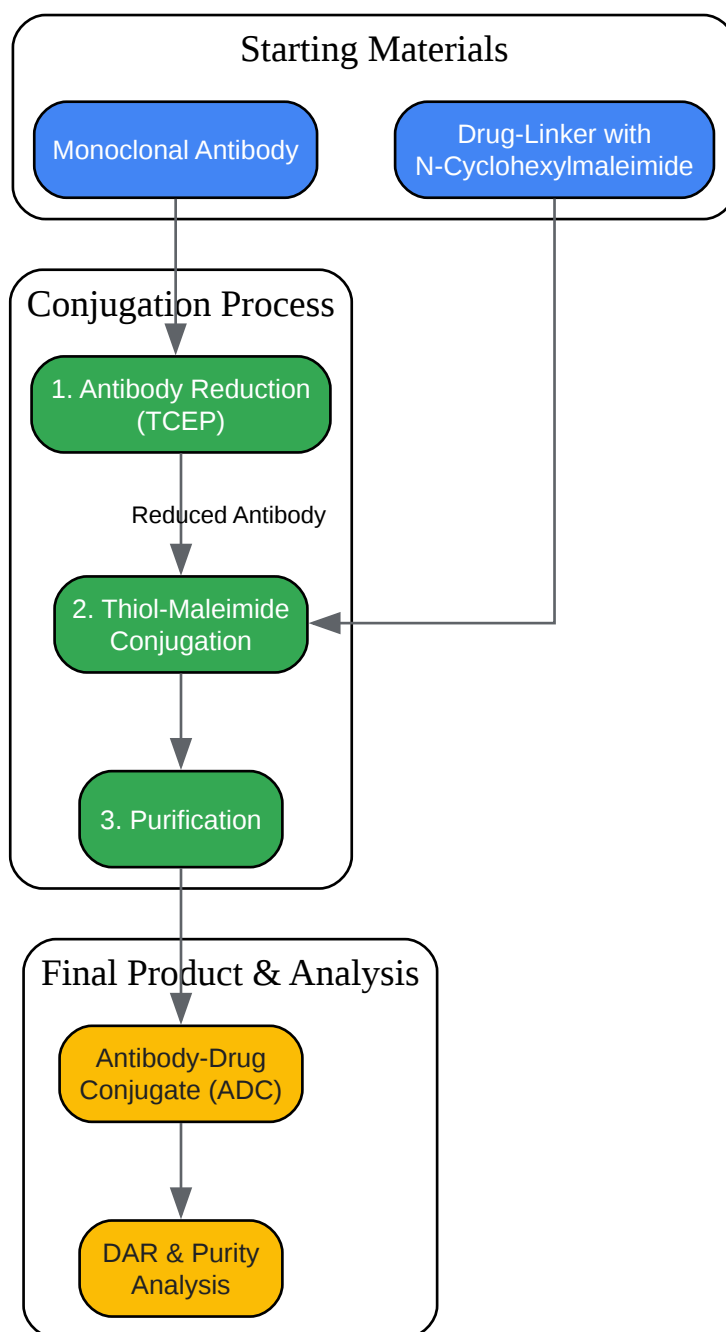 Starting Materials
Monoclonal Antibody
Drug-Linker with
N-Cyclohexylmaleimide
Conjugation Process
1. Antibody Reduction
(TCEP)
Reduced Antibody
2. Thiol-Maleimide
Conjugation
3. Purification
Final Product & Analysis
Antibody-Drug
Conjugate (ADC)
DAR & Purity
Analysis